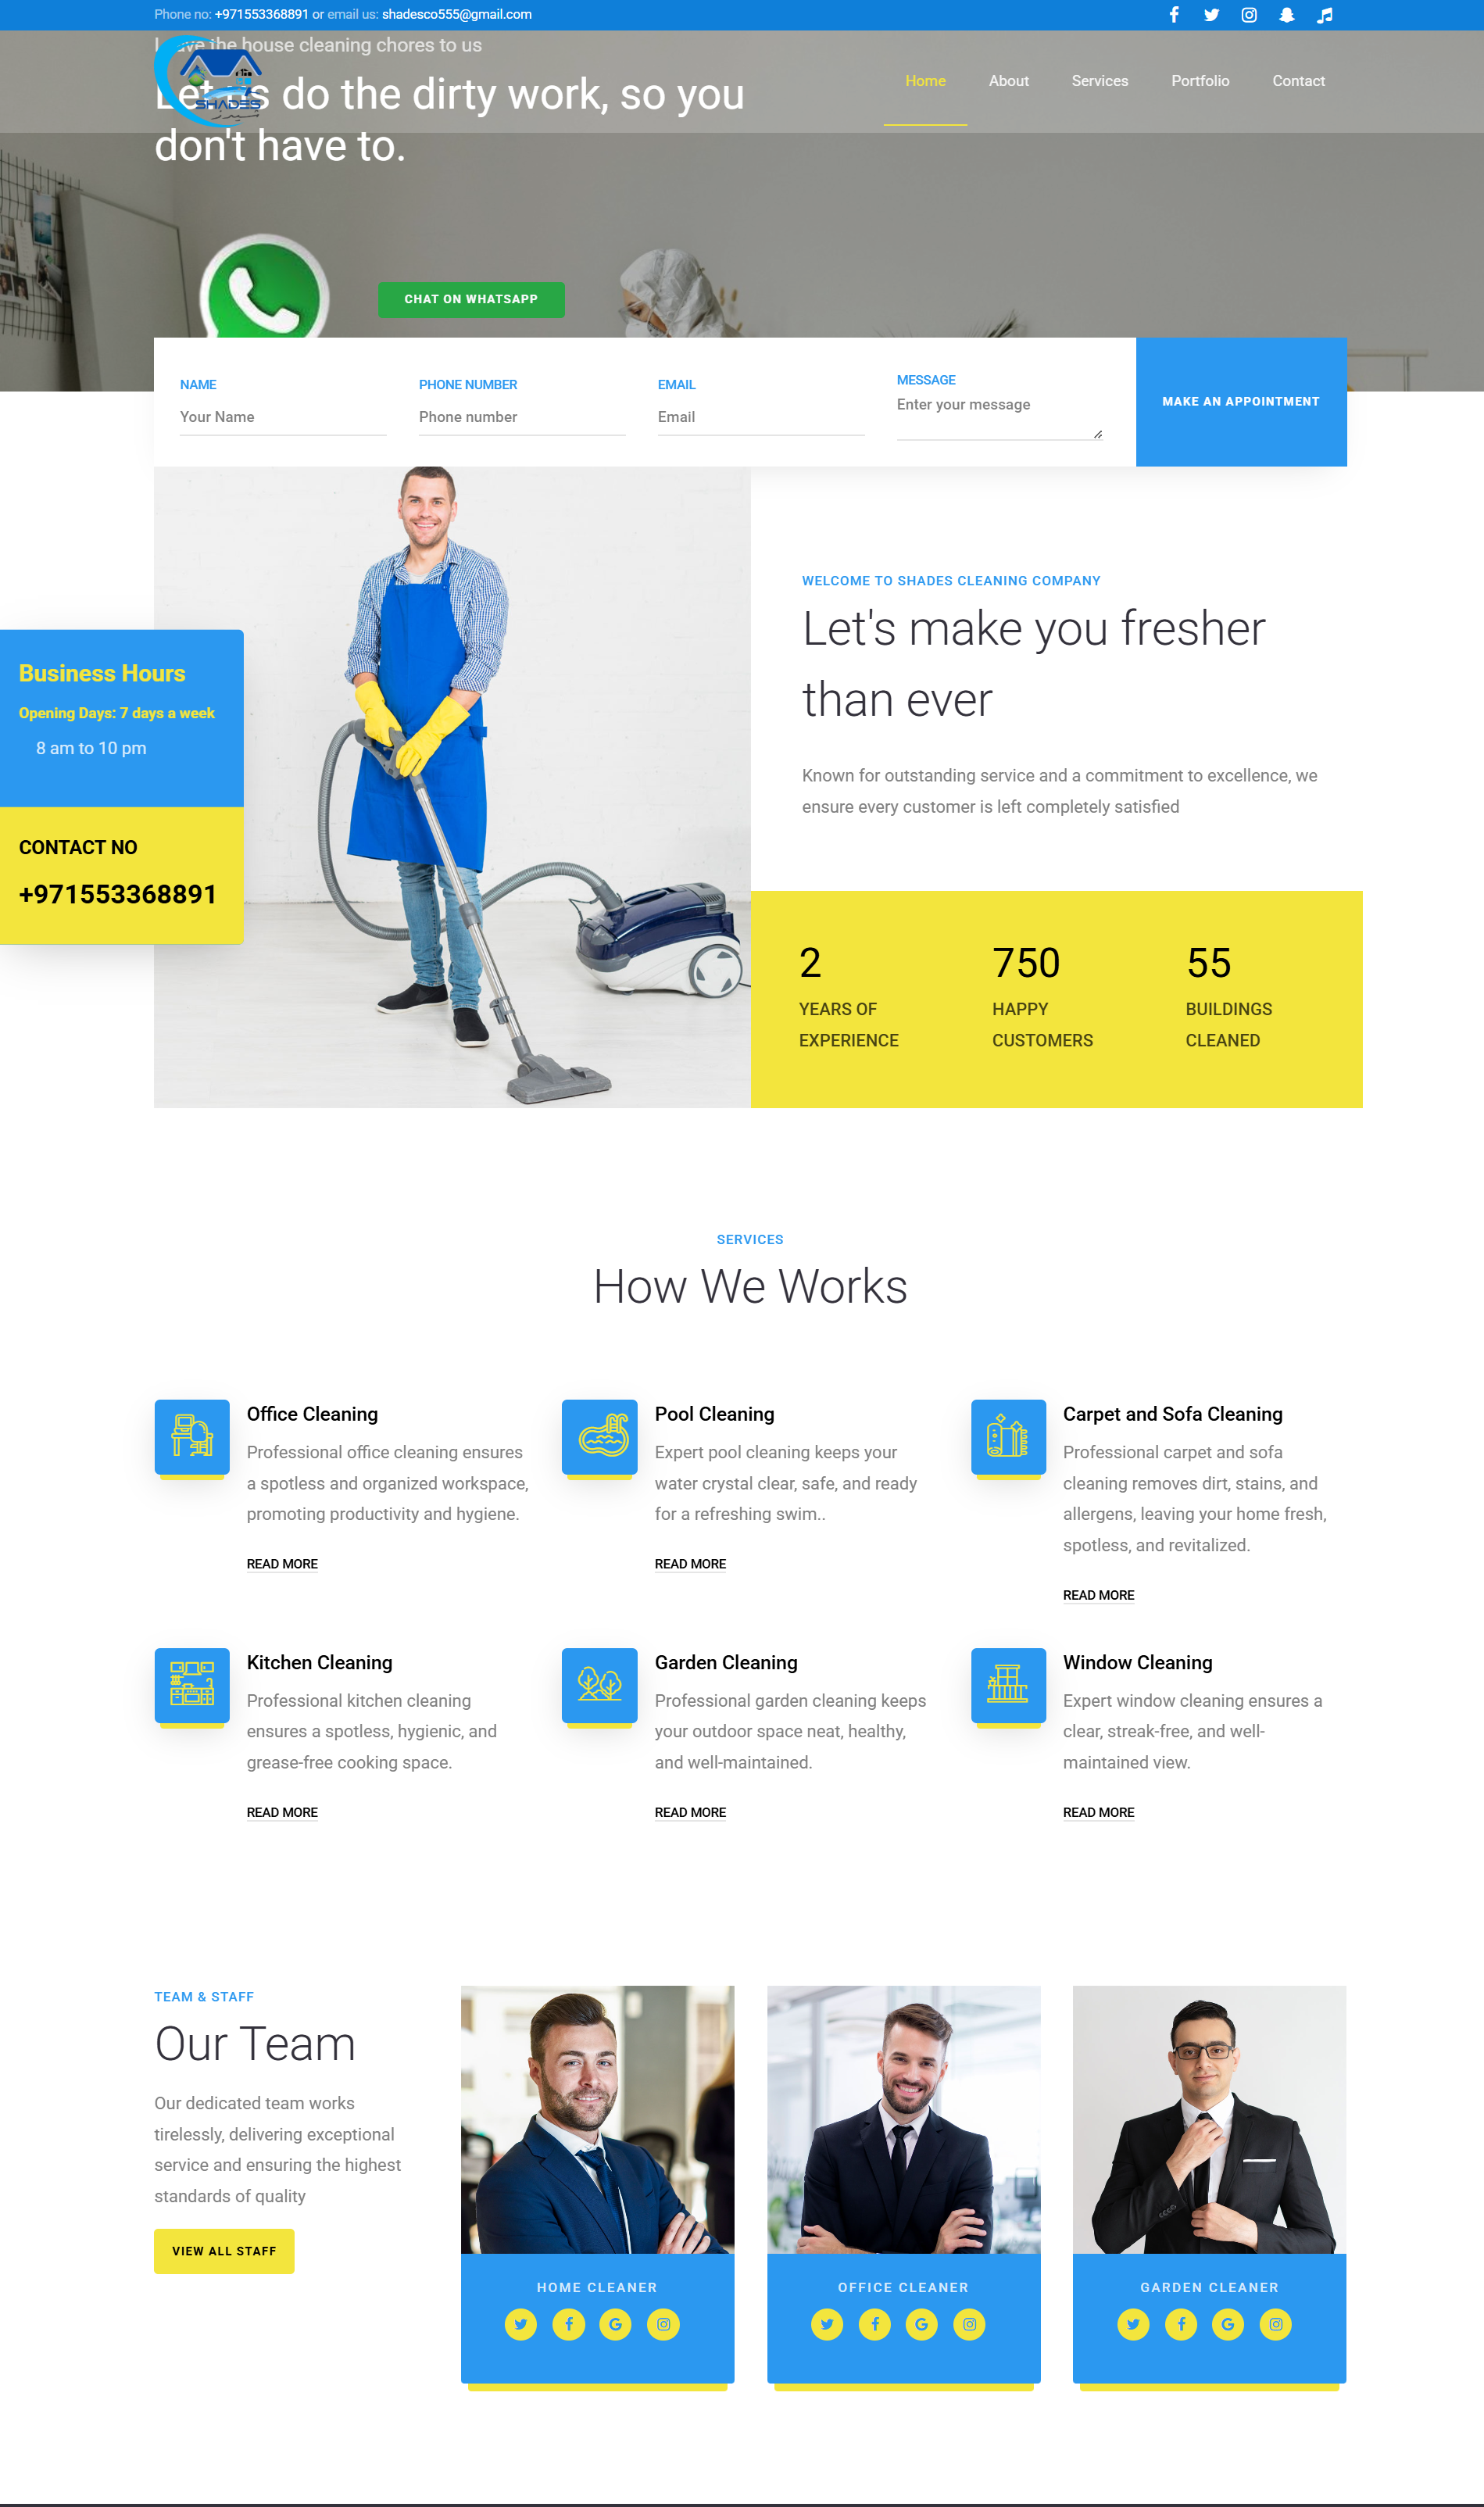 Phone no: +971553368891 or email us: shadesco555@gmail.com
Leave the house cleaning chores to us
Let us do the dirty work, so you
don't have to.
SHADES
Home
About
Services
Portfolio
Contact
CHAT ON WHATSAPP
NAME
Your Name
PHONE NUMBER
Phone number
EMAIL
Email
MESSAGE
Enter your message
MAKE AN APPOINTMENT
Business Hours
Opening Days: 7 days a week
8 am to 10 pm
CONTACT NO
+971553368891
WELCOME TO SHADES CLEANING COMPANY
Let's make you fresher
than ever
Known for outstanding service and a commitment to excellence, we
ensure every customer is left completely satisfied
2
YEARS OF
EXPERIENCE
750
HAPPY
CUSTOMERS
55
BUILDINGS
CLEANED
SERVICES
How We Works
Office Cleaning
Professional office cleaning ensures
a spotless and organized workspace,
promoting productivity and hygiene.
READ MORE
Pool Cleaning
Expert pool cleaning keeps your
water crystal clear, safe, and ready
for a refreshing swim..
READ MORE
Carpet and Sofa Cleaning
Professional carpet and sofa
cleaning removes dirt, stains, and
allergens, leaving your home fresh,
spotless, and revitalized.
READ MORE
Kitchen Cleaning
Professional kitchen cleaning
ensures a spotless, hygienic, and
grease-free cooking space.
READ MORE
Garden Cleaning
Professional garden cleaning keeps
your outdoor space neat, healthy,
and well-maintained.
READ MORE
Window Cleaning
Expert window cleaning ensures a
clear, streak-free, and well-
maintained view.
READ MORE
TEAM & STAFF
Our Team
Our dedicated team works
tirelessly, delivering exceptional
service and ensuring the highest
standards of quality
VIEW ALL STAFF
HOME CLEANER
OFFICE CLEANER
GARDEN CLEANER